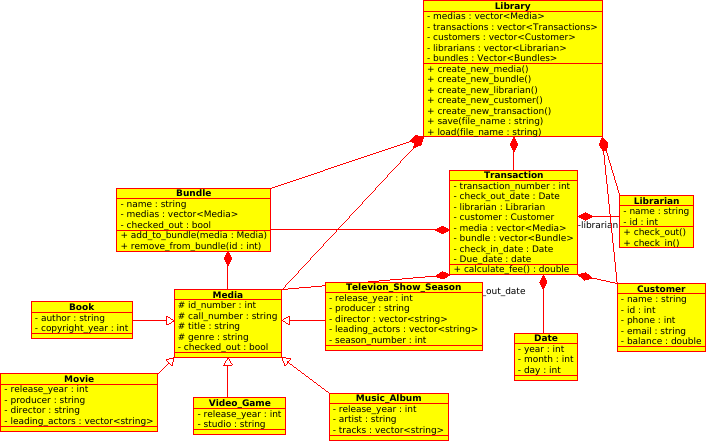 Library
- medias : vector<Media>
- transactions : vector<Transactions>
- customers : vector<Customer>
- librarians : vector<Librarian>
- bundles : Vector<Bundles>
+ create_new_media()
+ create_new_bundle()
+ create_new_librarian()
+ create_new_customer()
+ create_new_transaction()
+ save(file_name : string)
+ load(file_name : string)
Bundle
- name : string
- medias : vector<Media>
- checked_out : bool
+ add_to_bundle(media : Media)
+ remove_from_bundle(id : int)
Transaction
- transaction_number : int
- check_out_date : Date
- librarian : Librarian
- customer : Customer
- media : vector<Media>
- bundle : vector<Bundle>
- check_in_date : Date
- Due_date : date
+ calculate_fee() : double
-librarian
Librarian
- name : string
- id : int
+ check_out()
+ check_in()
Media
# id_number : int
# call_number : string
# title : string
# genre : string
- checked_out : bool
Televion_Show_Season
- release_year : int
- producer : string
- director : vector<string>
- leading_actors : vector<string>
- season_number : int
_out_date
Customer
- name : string
- id : int
- phone : int
- email : string
- balance : double
Book
- author : string
- copyright_year : int
Date
- year : int
- month : int
- day : int
Movie
- release_year : int
- producer : string
- director : string
- leading_actors : vector<string>
Video_Game
- release_year : int
- studio : string
Music_Album
- release_year : int
- artist : string
- tracks : vector<string>